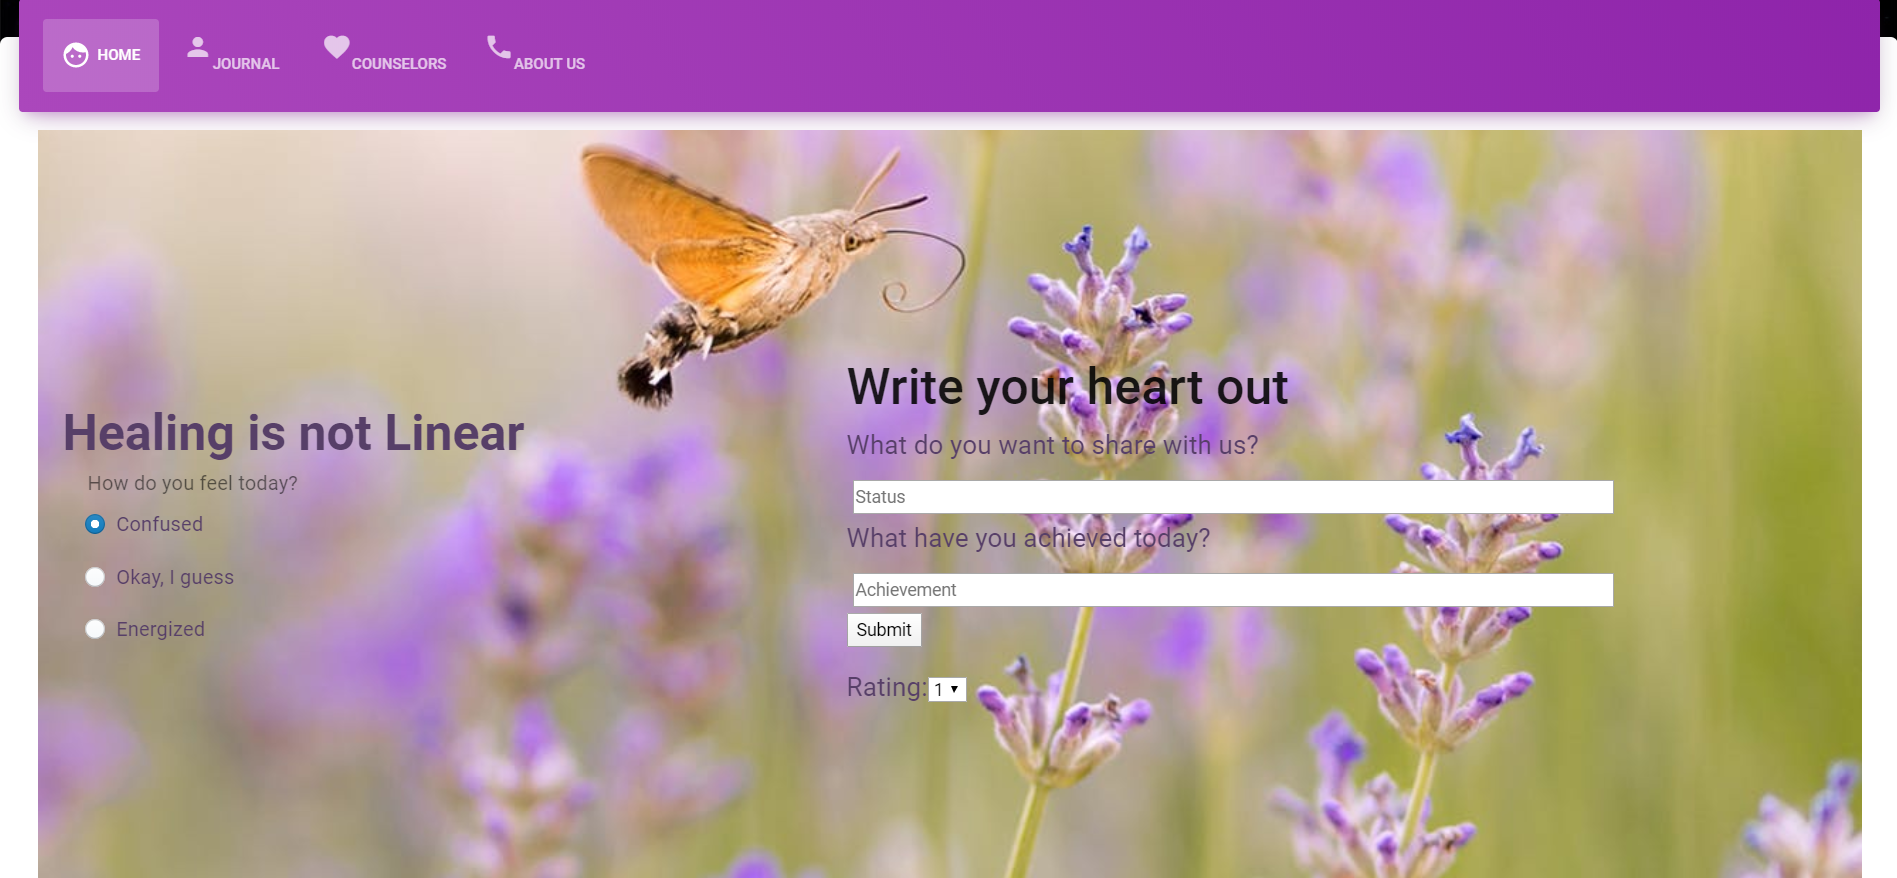 HOME
JOURNAL
COUNSELORS
ABOUT US
Healing is not Linear
How do you feel today?
Confused
Okay, I guess
Energized
Write your heart out
What do you want to share with us?
Status
What have you achieved today?
Achievement
Submit
Rating: 1